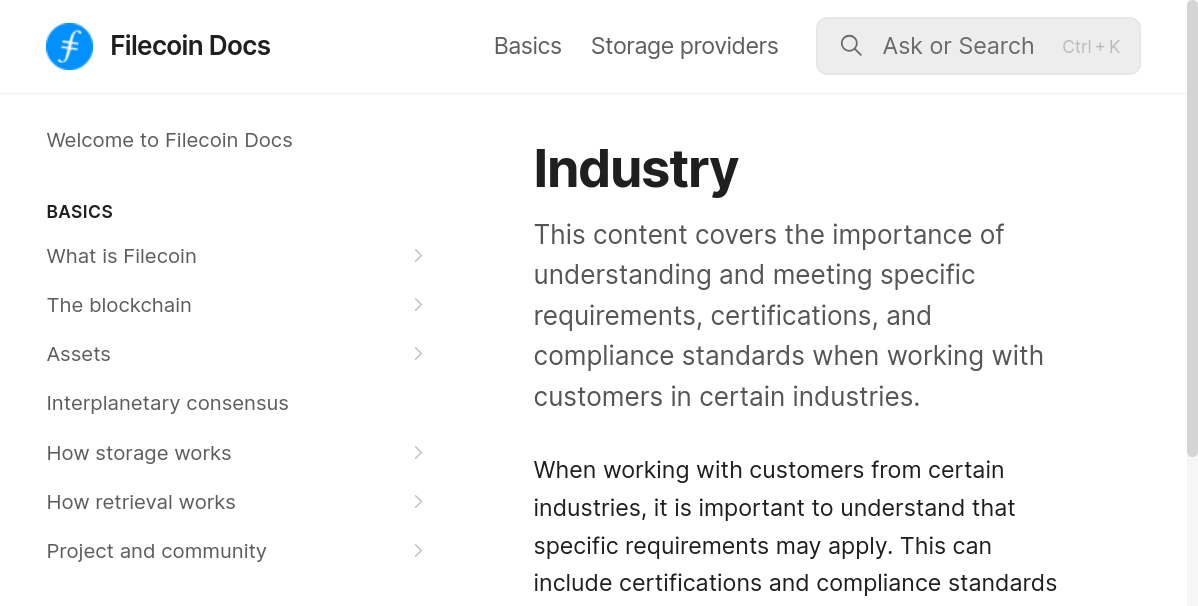 Filecoin Docs
Basics
Storage providers
Ask or Search
Ctrl + K
Welcome to Filecoin Docs
BASICS
What is Filecoin
The blockchain
Assets
Interplanetary consensus
How storage works
How retrieval works
Project and community
Industry
This content covers the importance of
understanding and meeting specific
requirements, certifications, and
compliance standards when working with
customers in certain industries.
When working with customers from certain
industries, it is important to understand that
specific requirements may apply. This can
include certifications and compliance standards